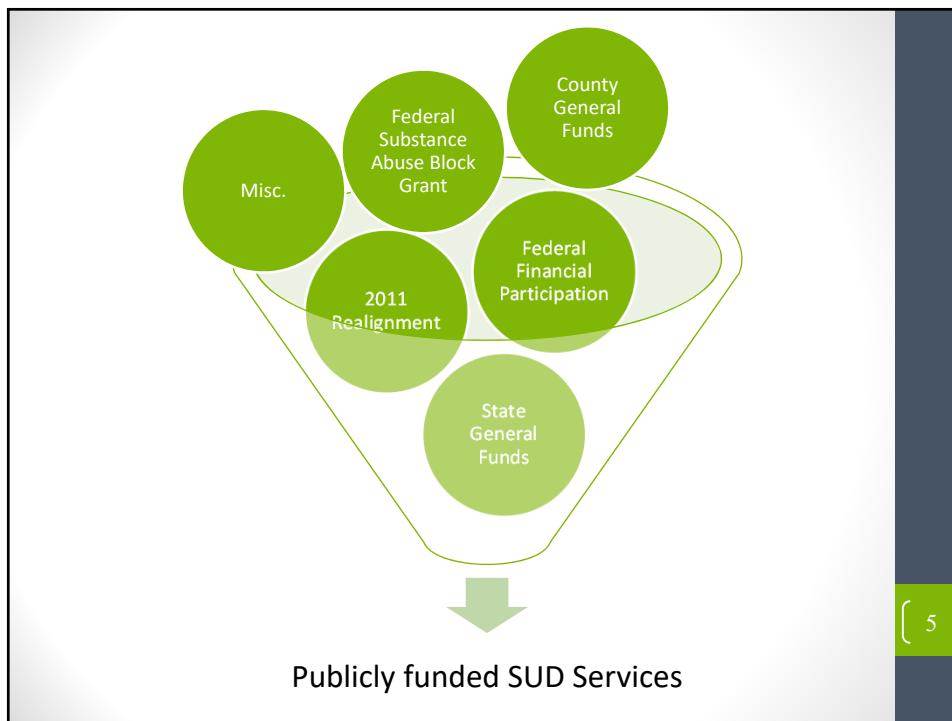 County
General
Funds
Federal
Substance
Abuse Block
Grant
Misc.
Federal
Financial
Participation
2011
Realignment
State
General
Funds
5
Publicly funded SUD Services